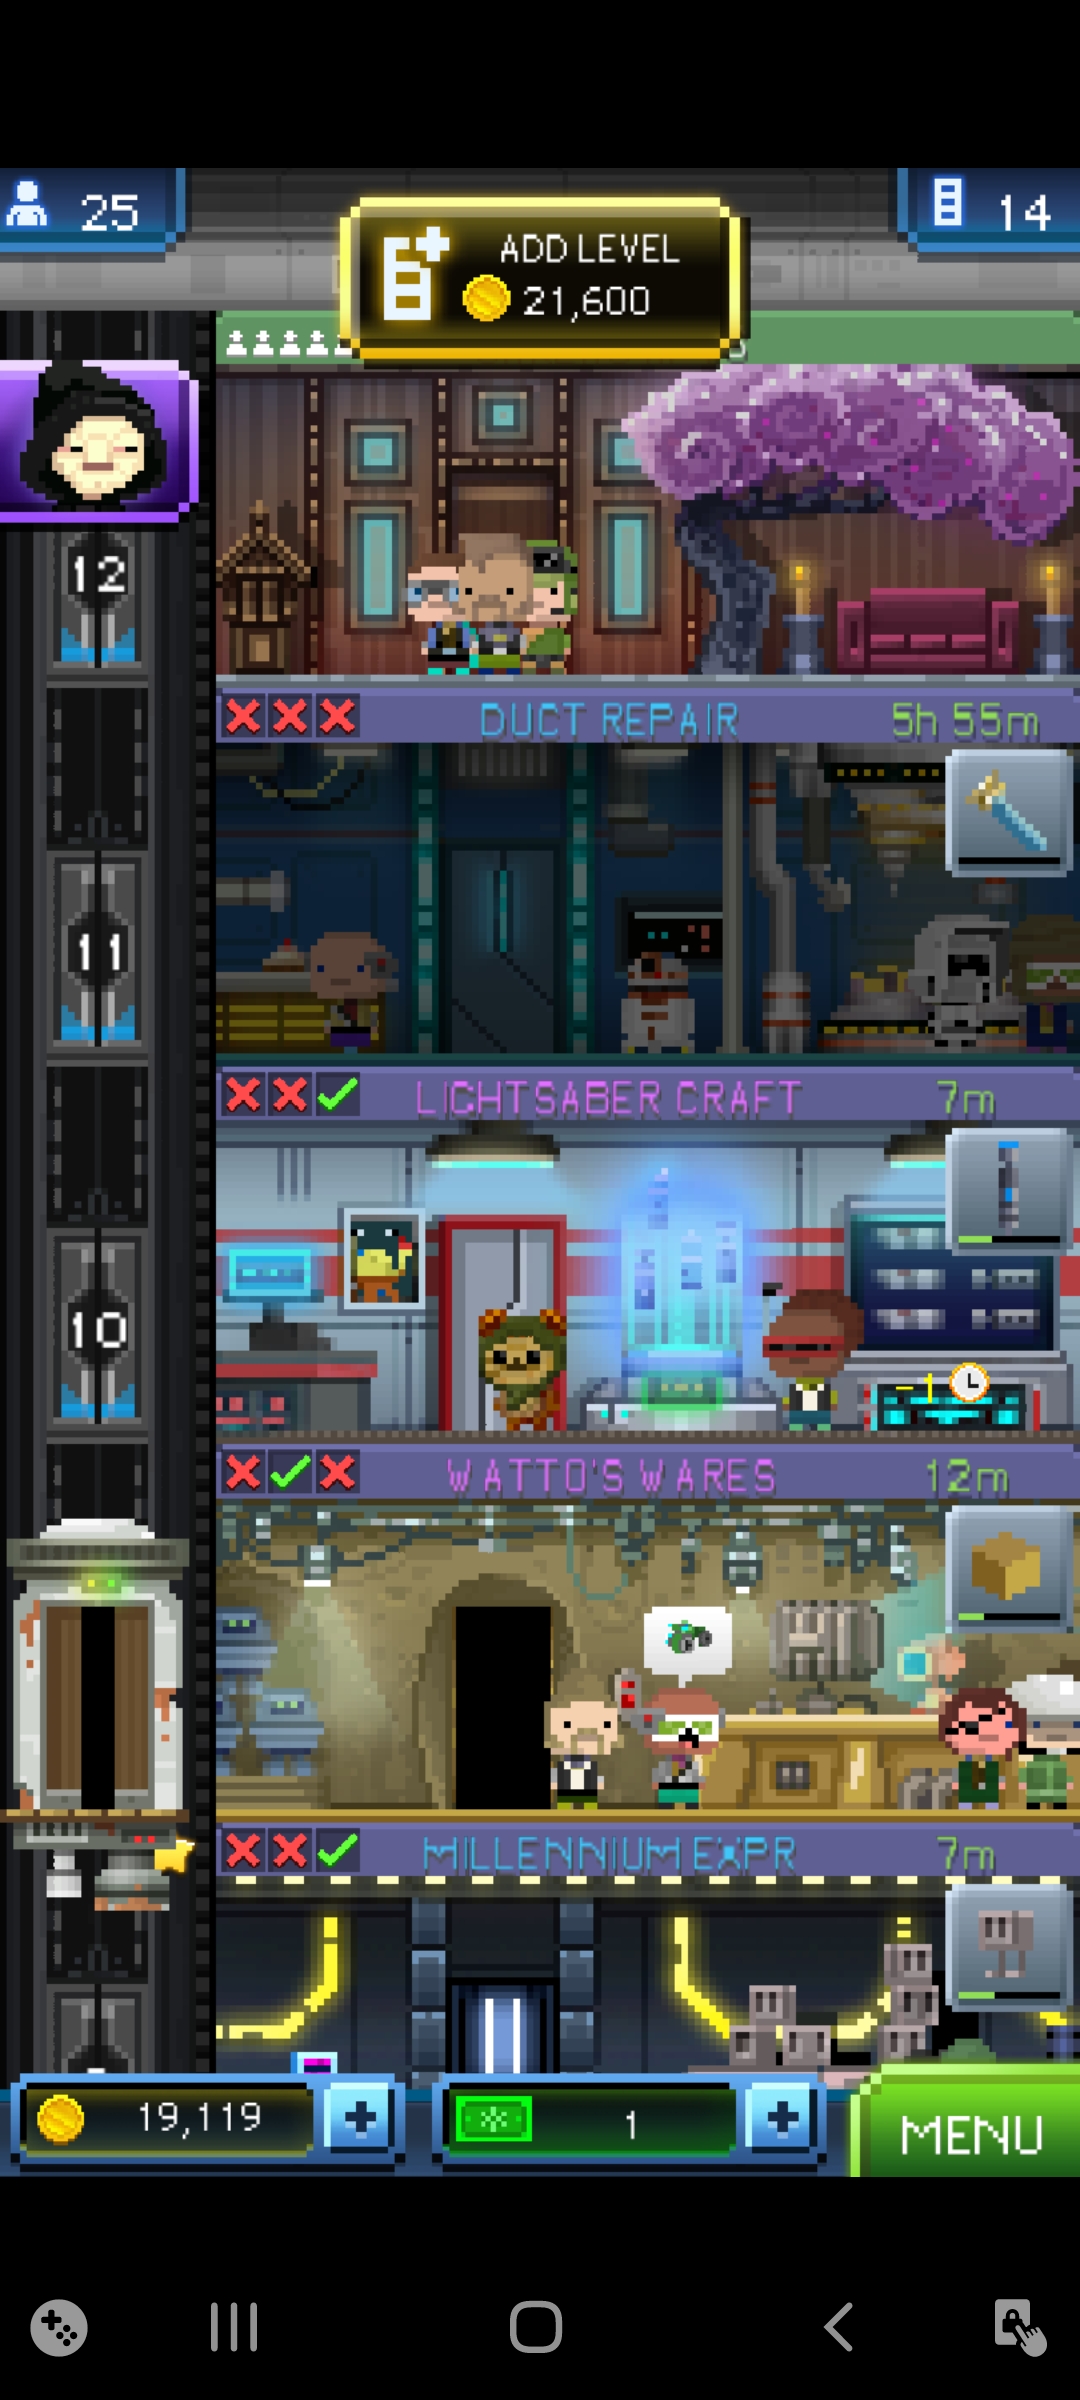 25
14
ADD LEVEL
21,600
12
DUCT REPAIR 5h 55m
11
LIGHTSABER CRAFT 7m
10
WATTO'S WARES 12m
MILLENNIUM EXPR 7m
19,119
1
MENU